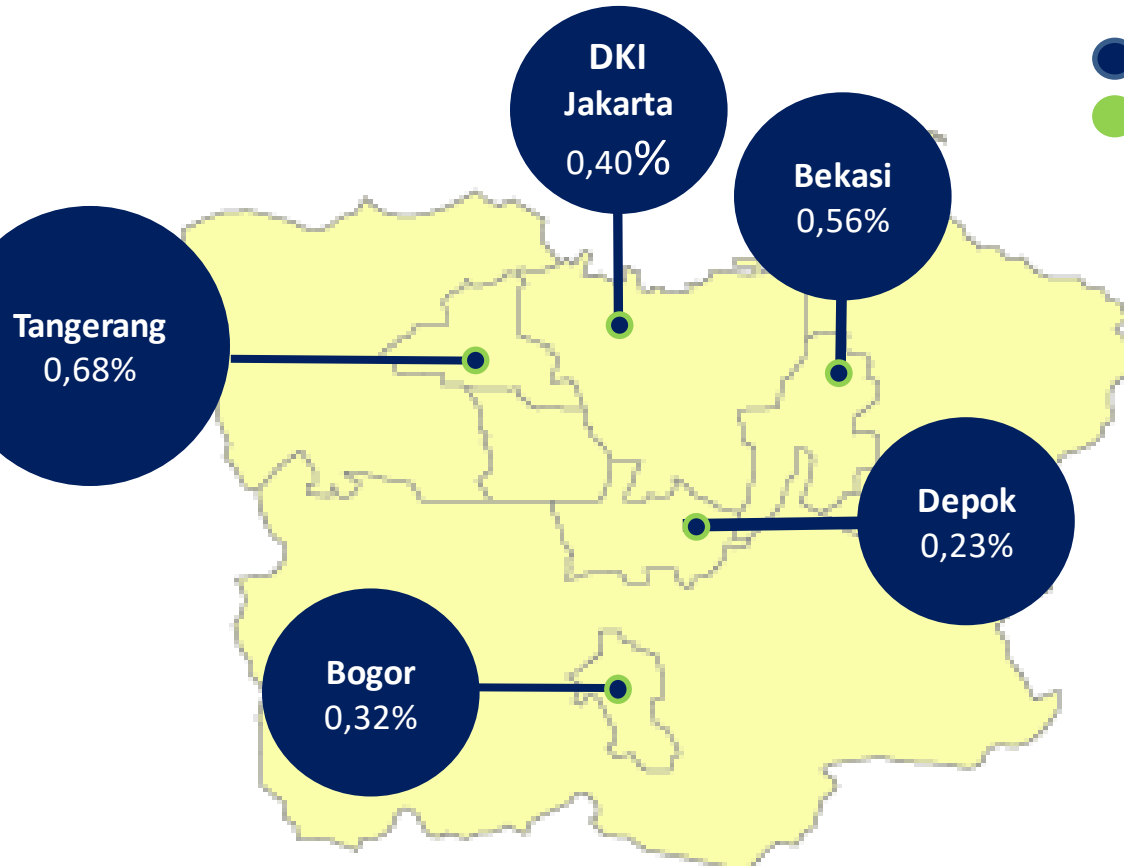 DKI
Jakarta
0,40%
Bekasi
0,56%
Tangerang
0,68%
Depok
0,23%
Bogor
0,32%